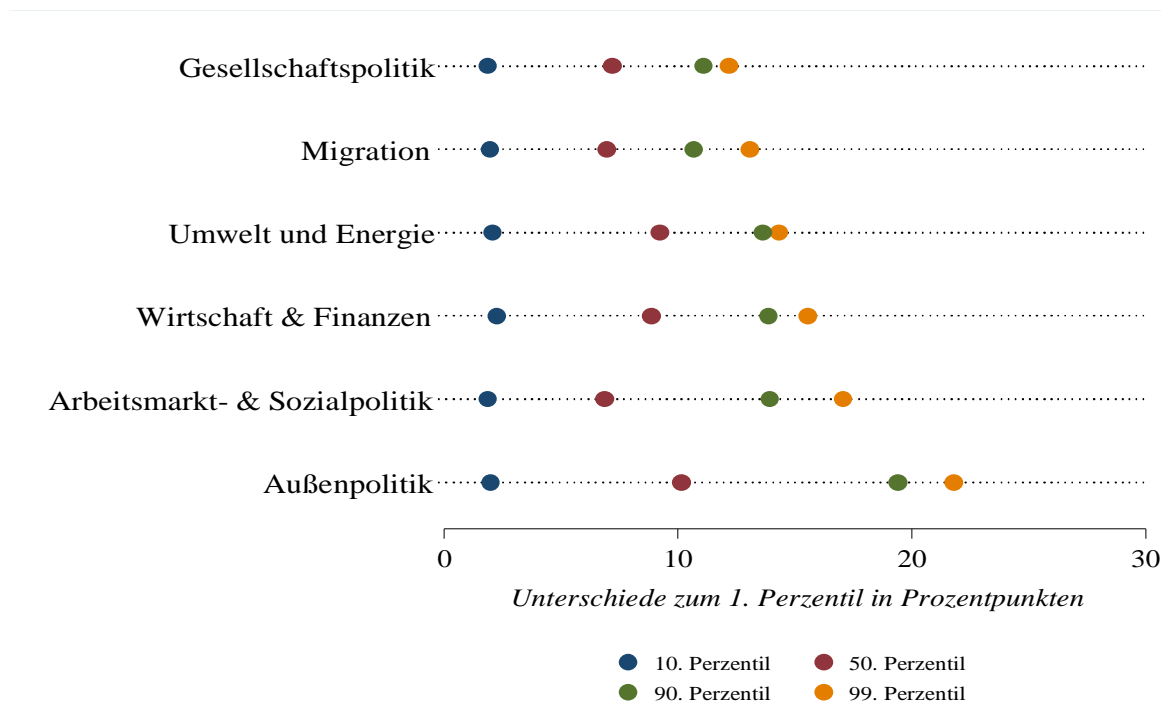 Gesellschaftspolitik
Migration
Umwelt und Energie
Wirtschaft & Finanzen
Arbeitsmarkt- & Sozialpolitik
Außenpolitik
0 10 20 30
Unterschiede zum 1. Perzentil in Prozentpunkten
10. Perzentil 50. Perzentil
90. Perzentil 99. Perzentil